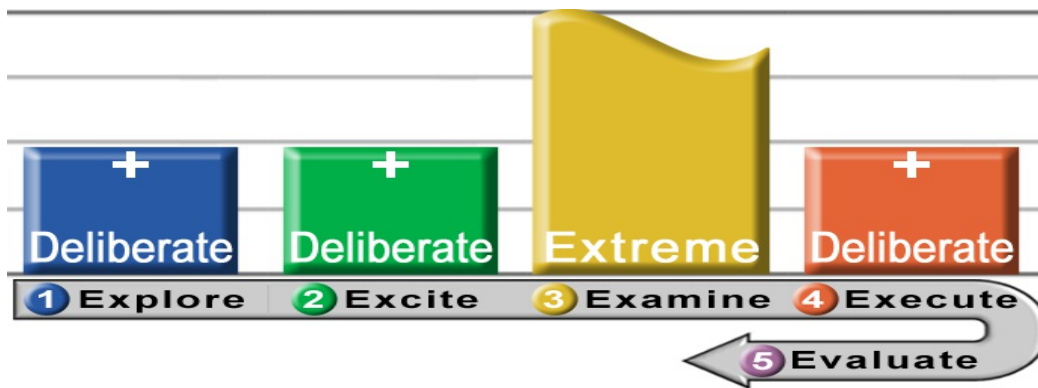 + + +
Deliberate Deliberate Extreme Deliberate
1 Explore 2 Excite 3 Examine 4 Execute
5 Evaluate